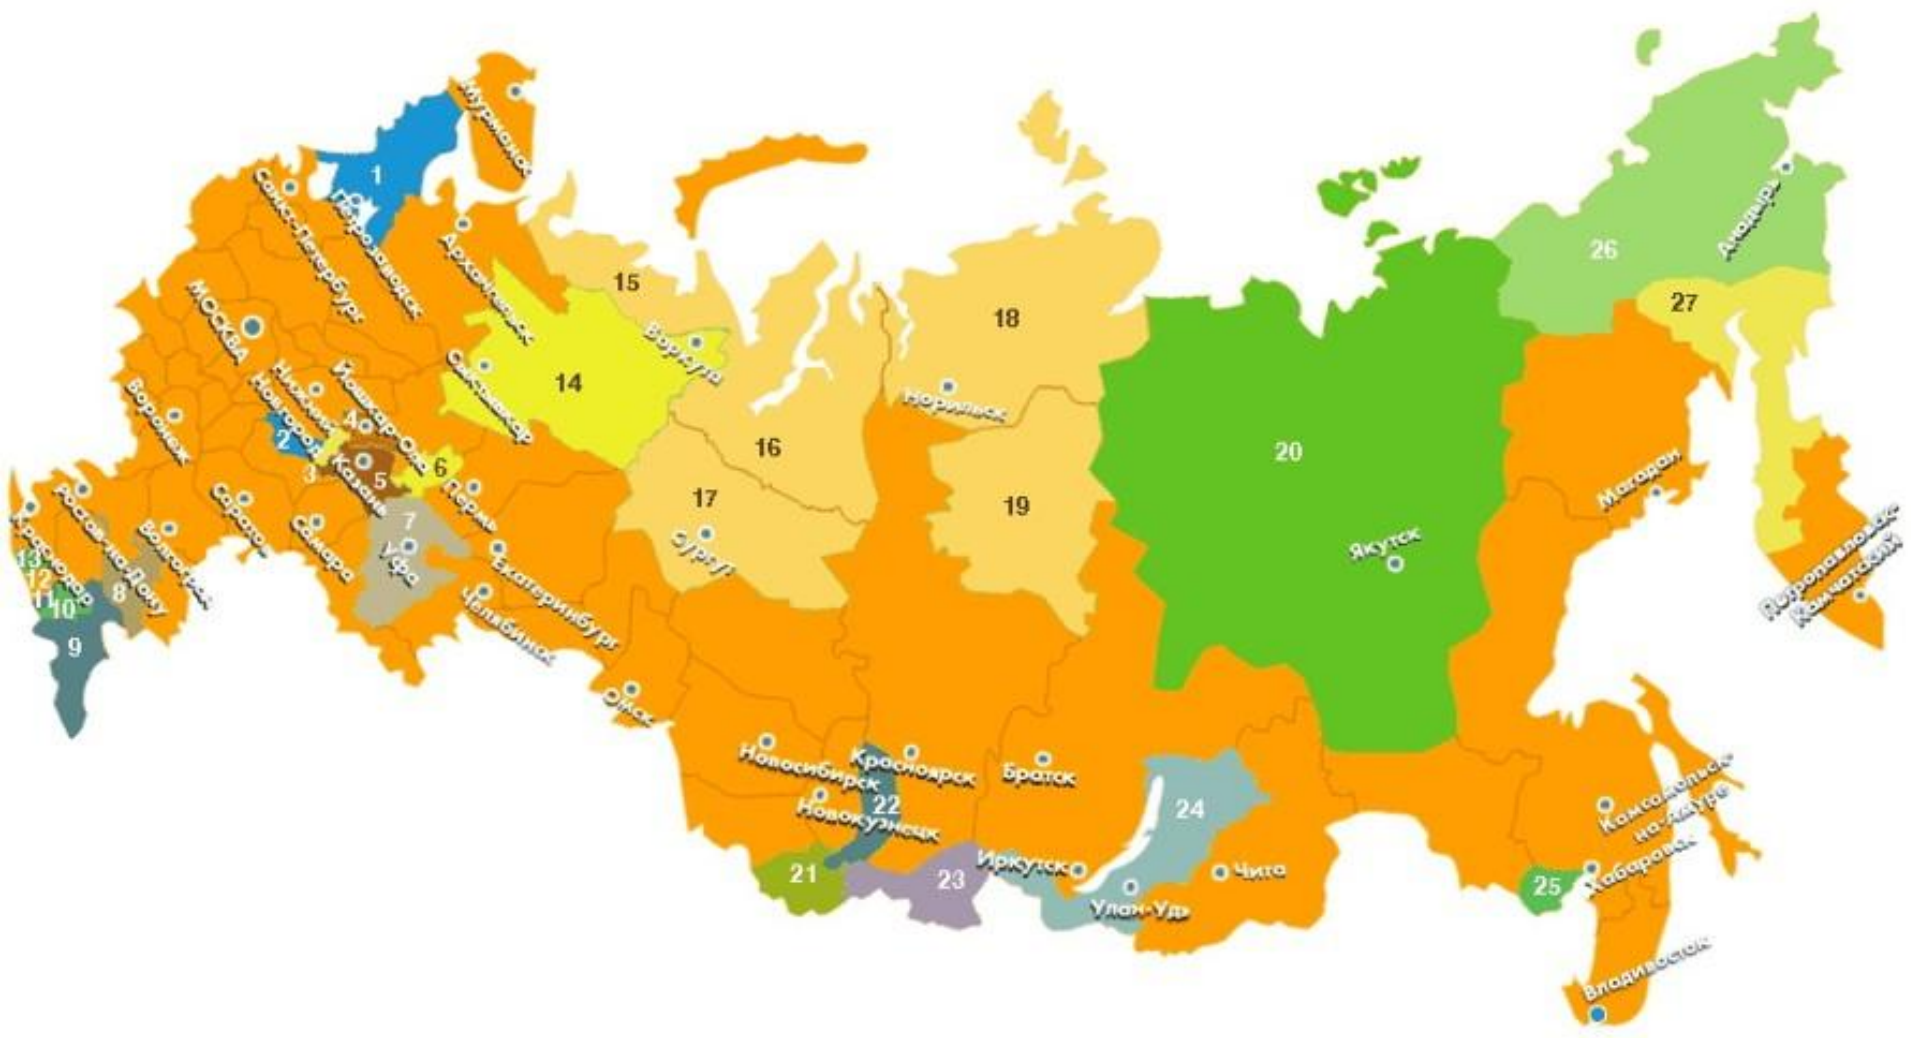 Мурманск
1
Санкт-Петербург
Петрозаводск
Архангельск
26
Анадырь
15
27
МОСКВА
18
Воркута
14
Сыктывкар
Нижний
Новгород
Йошкар-Ола
Норильск
Воронеж
4
2
16
20
3
Казань
5
6
Пермь
17
19
Магадан
Краснодар
Ростов-на-Дону
Волгоград
Саратов
Самара
7
Уфа
Сургут
Якутск
Екатеринбург
Челябинск
13
12
11
10
8
9
Петропавловск-
Камчатский
Омск
Новосибирск
Красноярск
Братск
Новокузнецк
22
24
Комсомольск-
на-Амуре
21
23
Иркутск
Улан-Удэ
Чита
25
Хабаровск
Владивосток